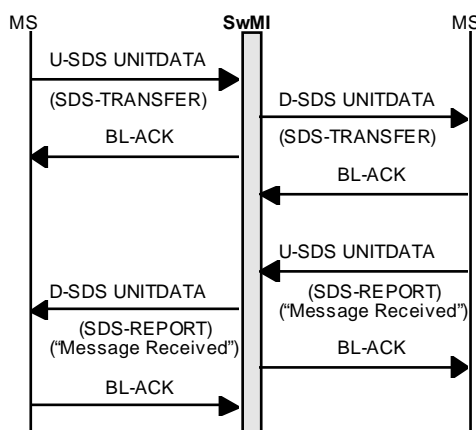 MS SwMI MS
U-SDS UNITDATA
(SDS-TRANSFER)
D-SDS UNITDATA
(SDS-TRANSFER)
BL-ACK
BL-ACK
U-SDS UNITDATA
(SDS-REPORT)
("Message Received")
D-SDS UNITDATA
(SDS-REPORT)
("Message Received")
BL-ACK
BL-ACK